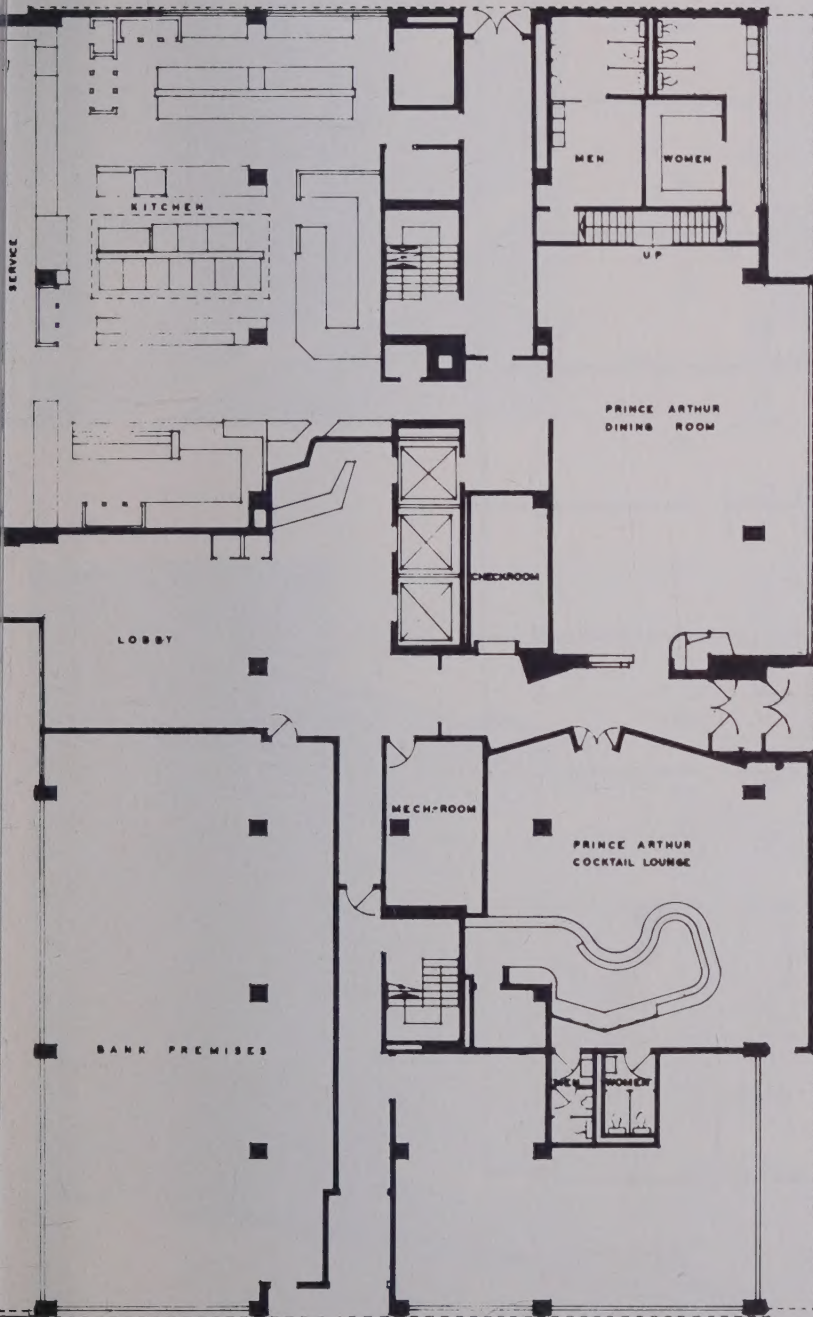 MEN
WOMEN
KITCHEN
SERVICE
UP
PRINCE ARTHUR
DINING ROOM
CHECKROOM
LOBBY
MECH.-ROOM
PRINCE ARTHUR
COCKTAIL LOUNGE
BANK PREMISES
MEN
WOMEN